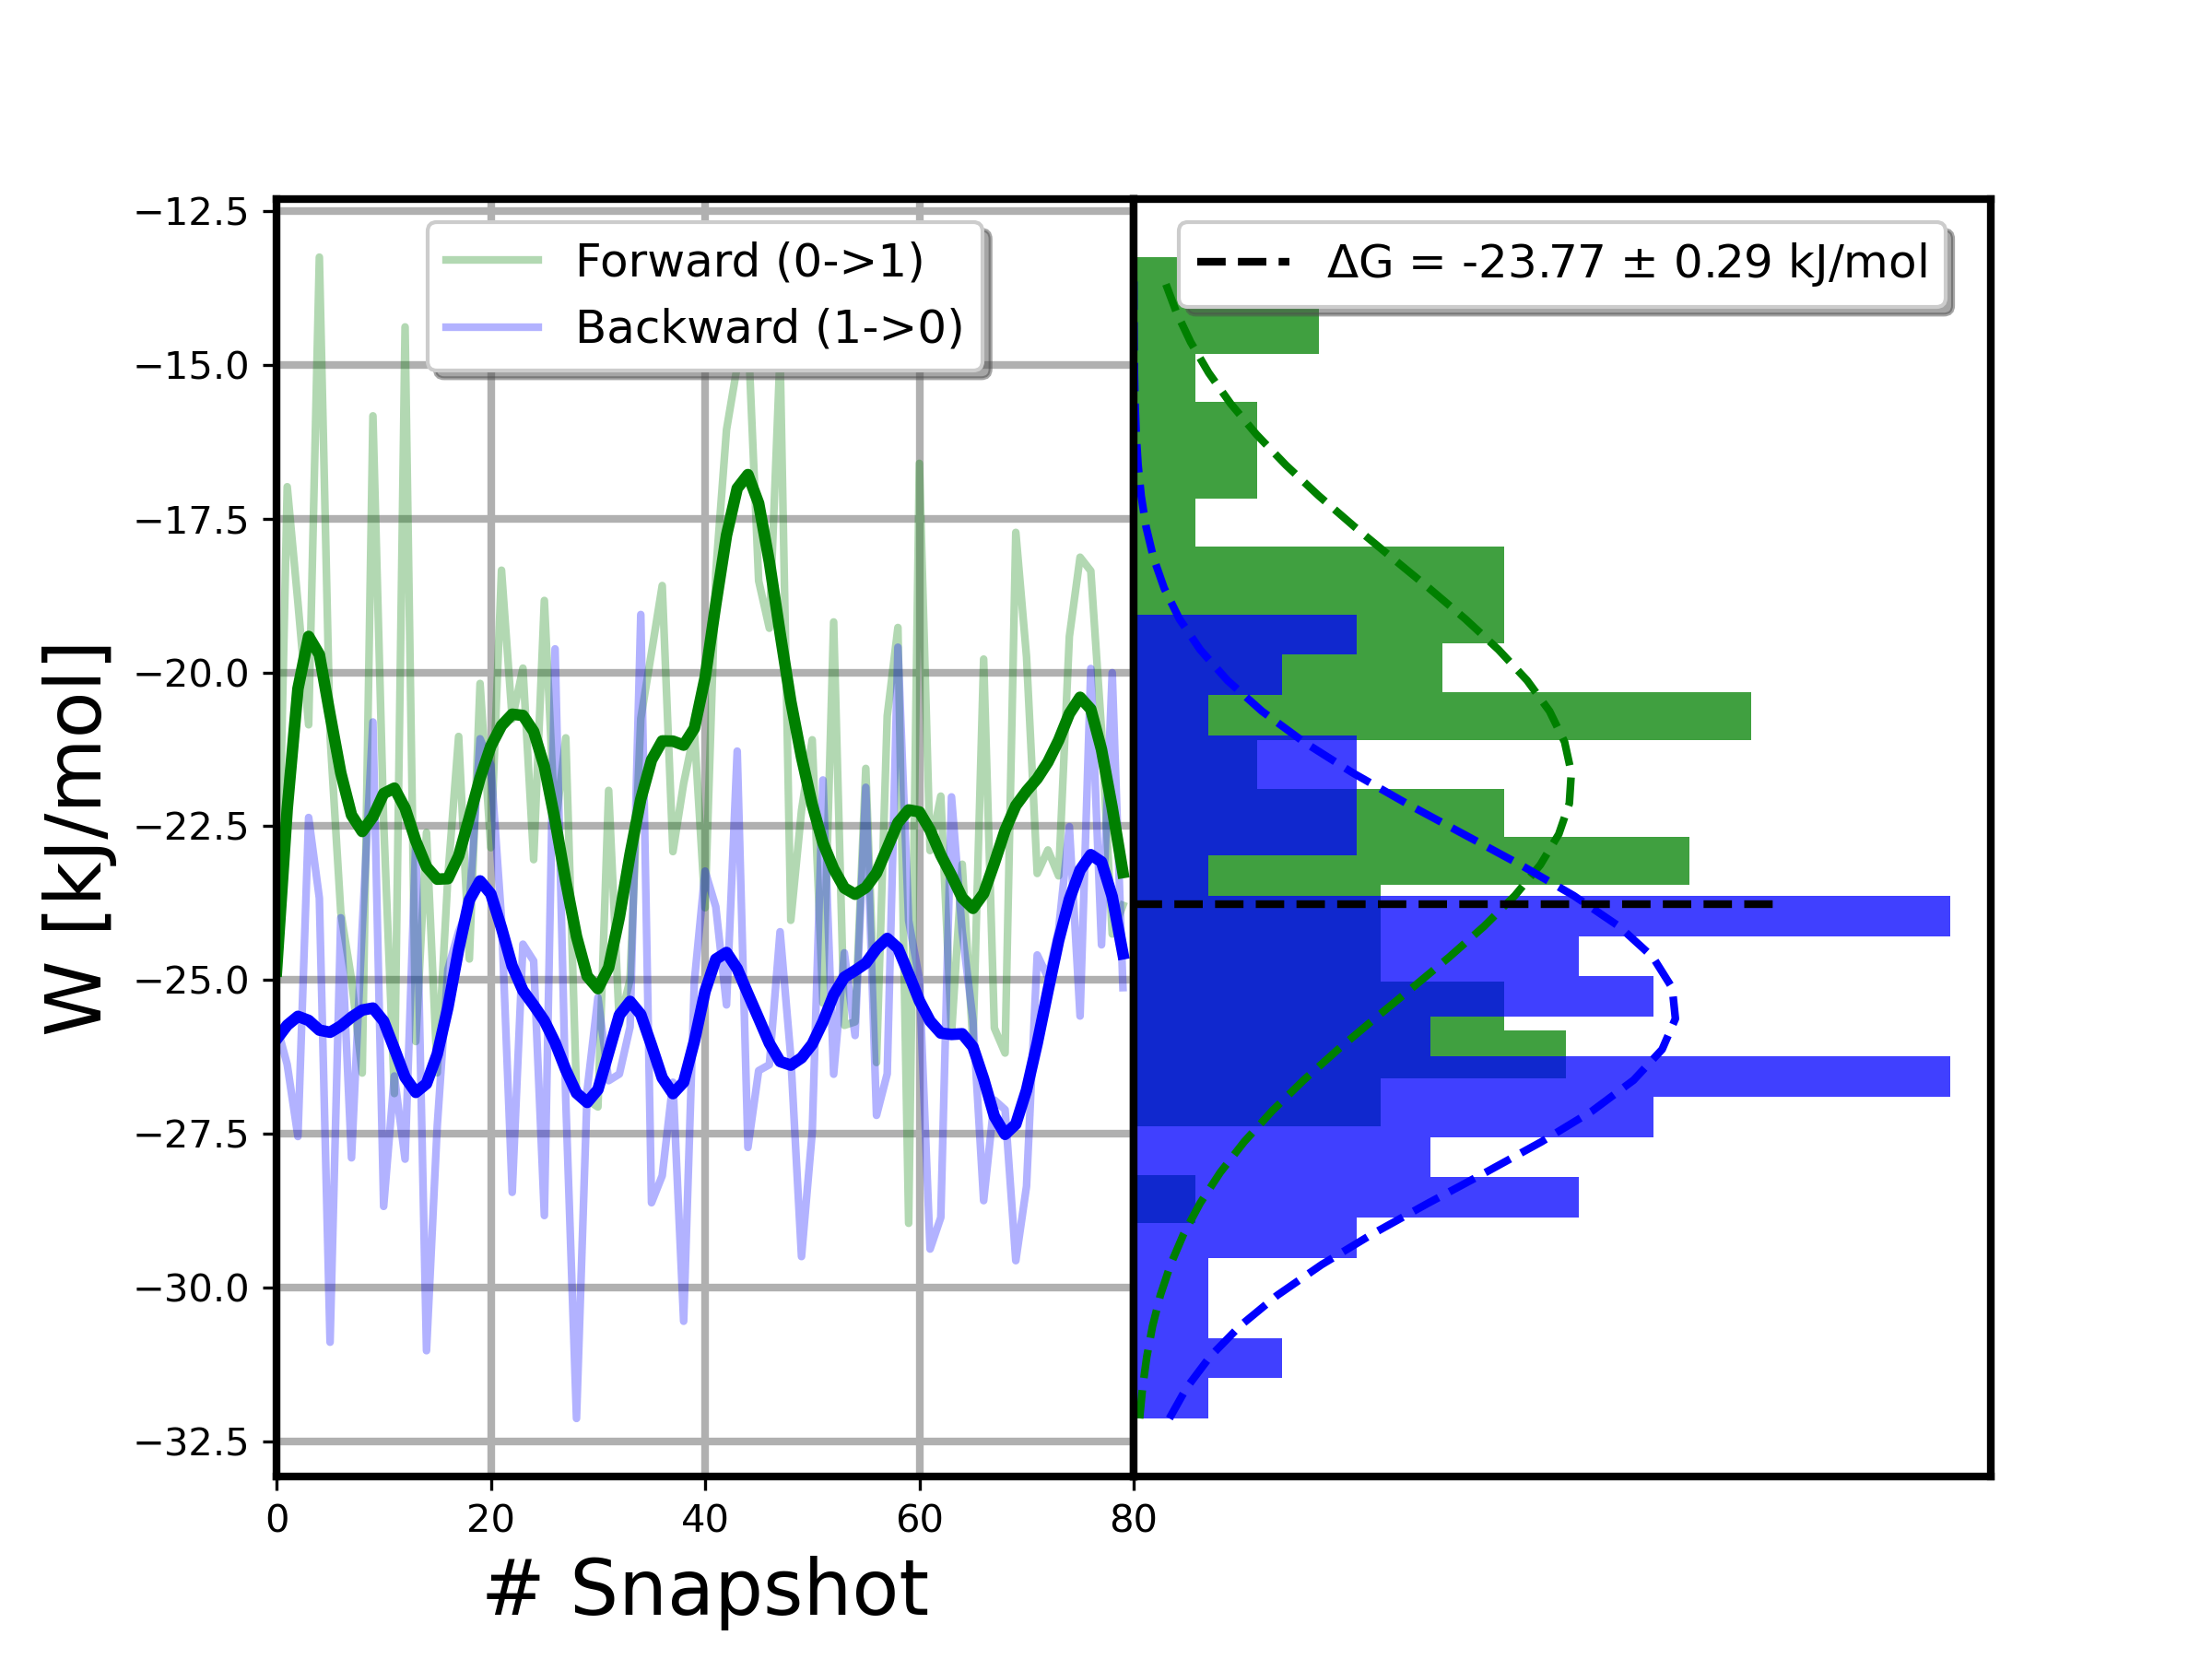 −12.5
−15.0
−17.5
−20.0
−22.5
−25.0
−27.5
−30.0
−32.5
W [kJ/mol]
Forward (0->1)
Backward (1->0)
ΔG = -23.77 ± 0.29 kJ/mol
0 20 40 60 80
# Snapshot